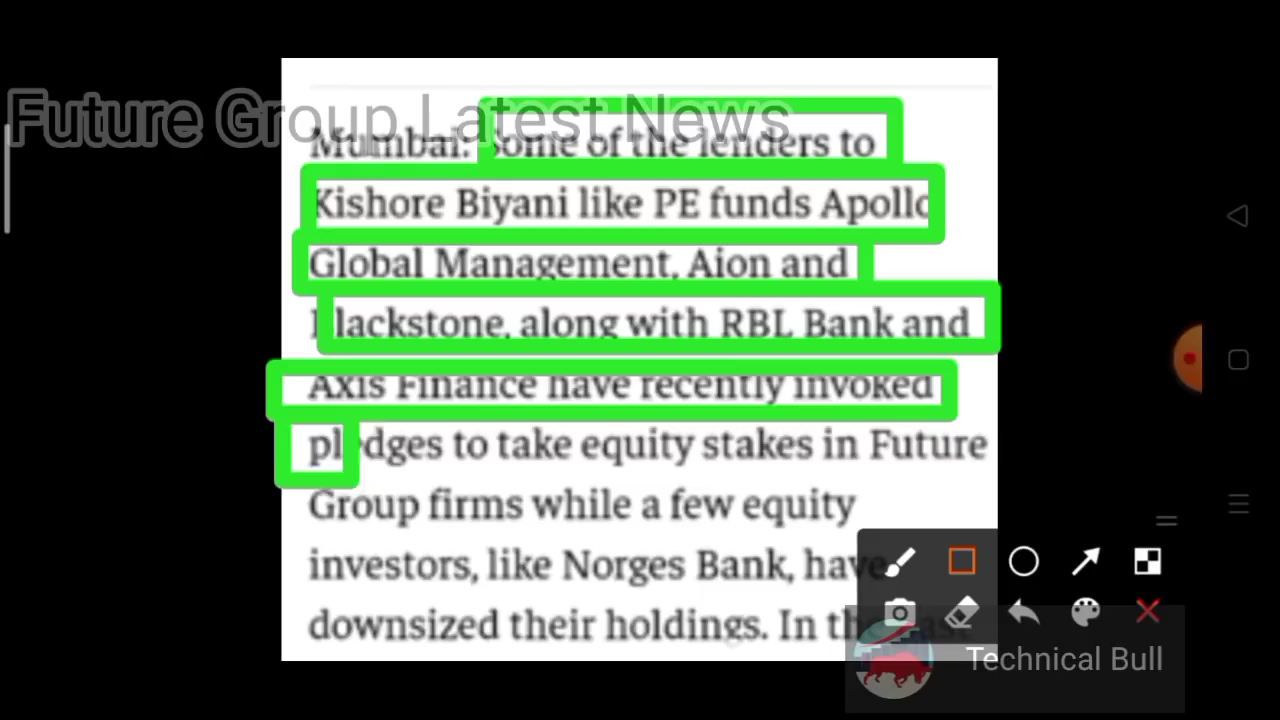 Future Group Latest News
Mumbai: Some of the lenders to
Kishore Biyani like PE funds Apollo
Global Management, Aion and
Blackstone, along with RBL Bank and
Axis Finance have recently invoked
pledges to take equity stakes in Future
Group firms while a few equity
investors, like Norges Bank, have
downsized their holdings. In the last
Technical Bull